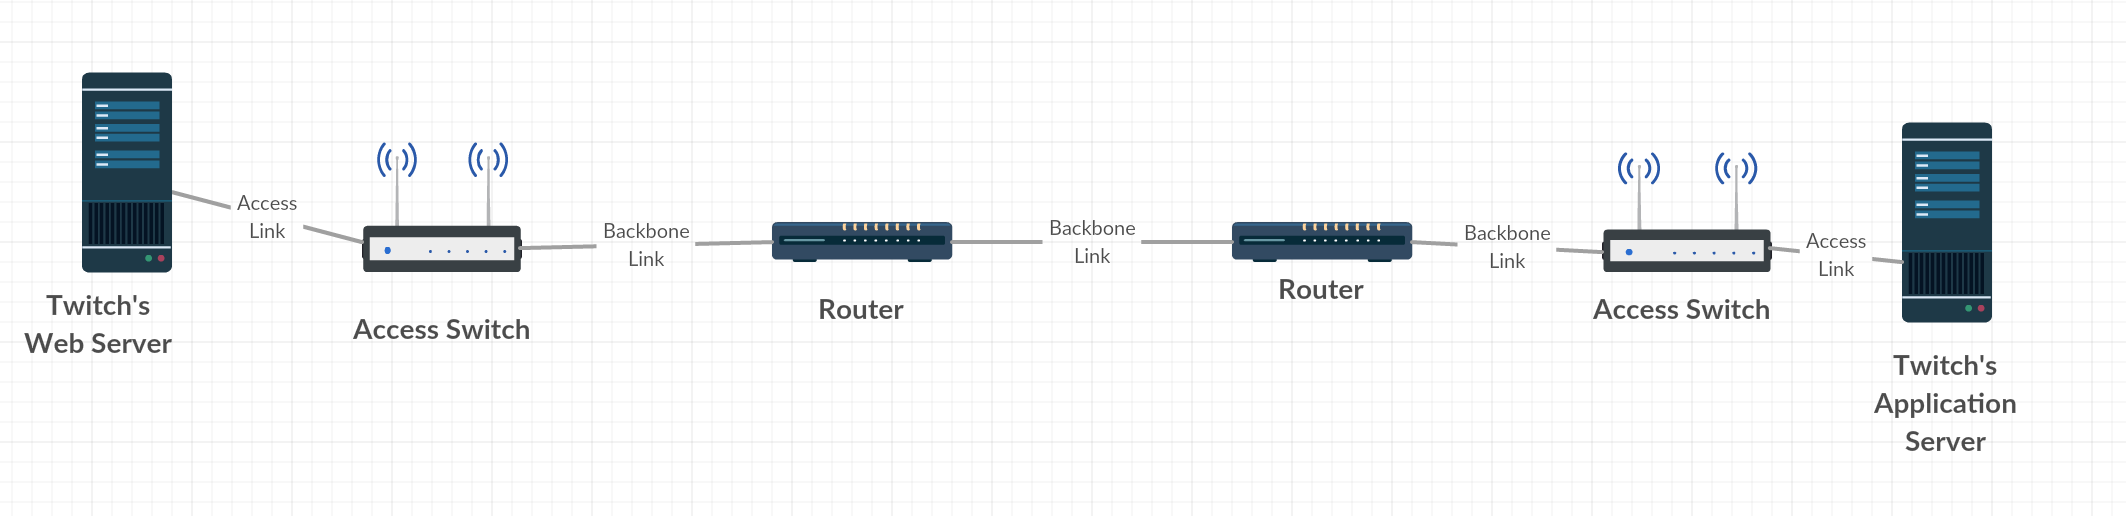 Twitch's
Web Server
Access
Link
Access Switch
Backbone
Link
Router
Backbone
Link
Router
Backbone
Link
Access Switch
Access
Link
Twitch's
Application
Server